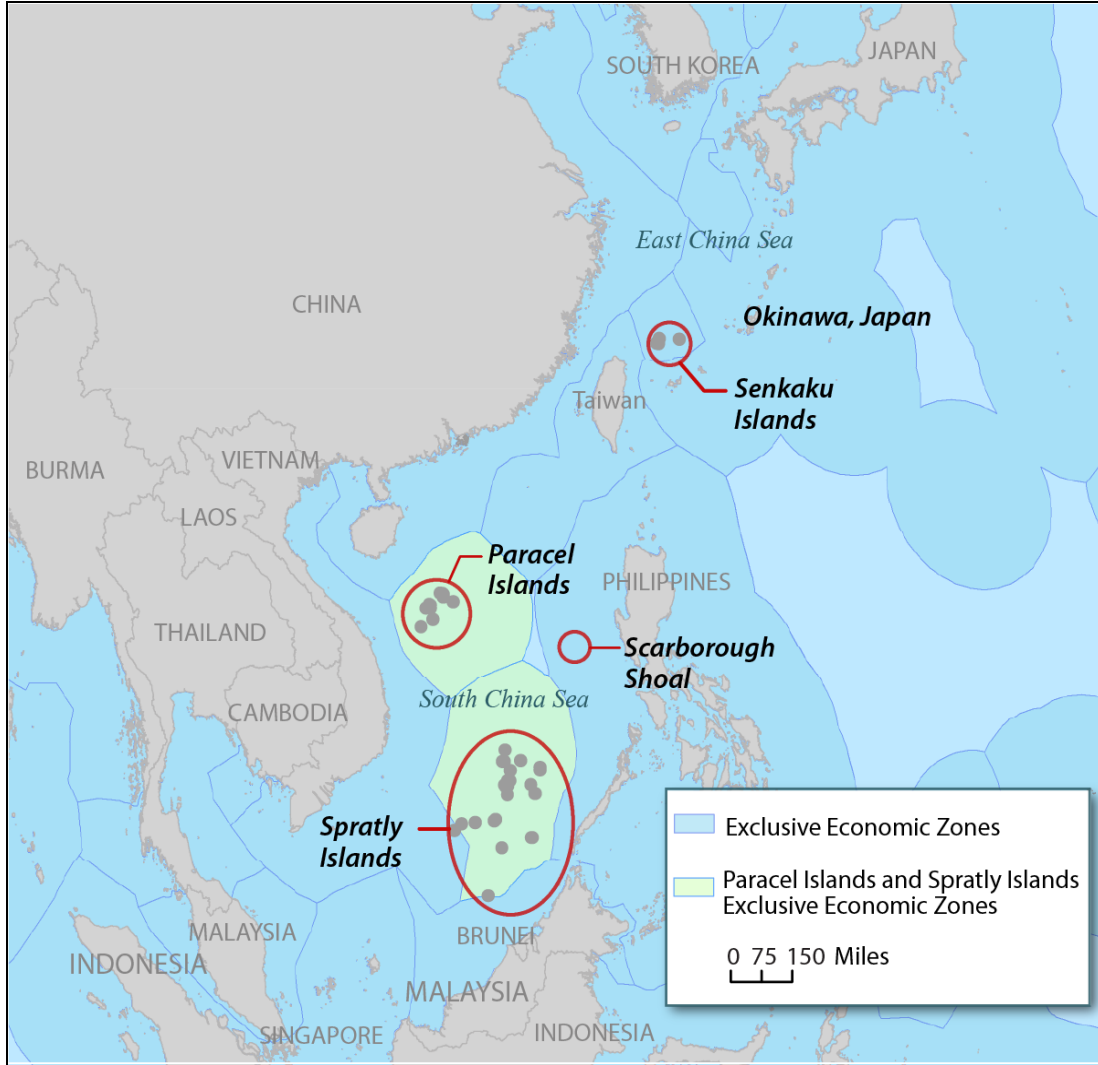 SOUTH KOREA
JAPAN
East China Sea
CHINA
Okinawa, Japan
Senkaku
Islands
Taiwan
BURMA
VIETNAM
LAOS
Paracel
Islands
PHILIPPINES
THAILAND
Scarborough
Shoal
South China Sea
CAMBODIA
Spratly
Islands
Exclusive Economic Zones
Paracel Islands and Spratly Islands
Exclusive Economic Zones
0 75 150 Miles
MALAYSIA
BRUNEI
INDONESIA
MALAYSIA
SINGAPORE
INDONESIA